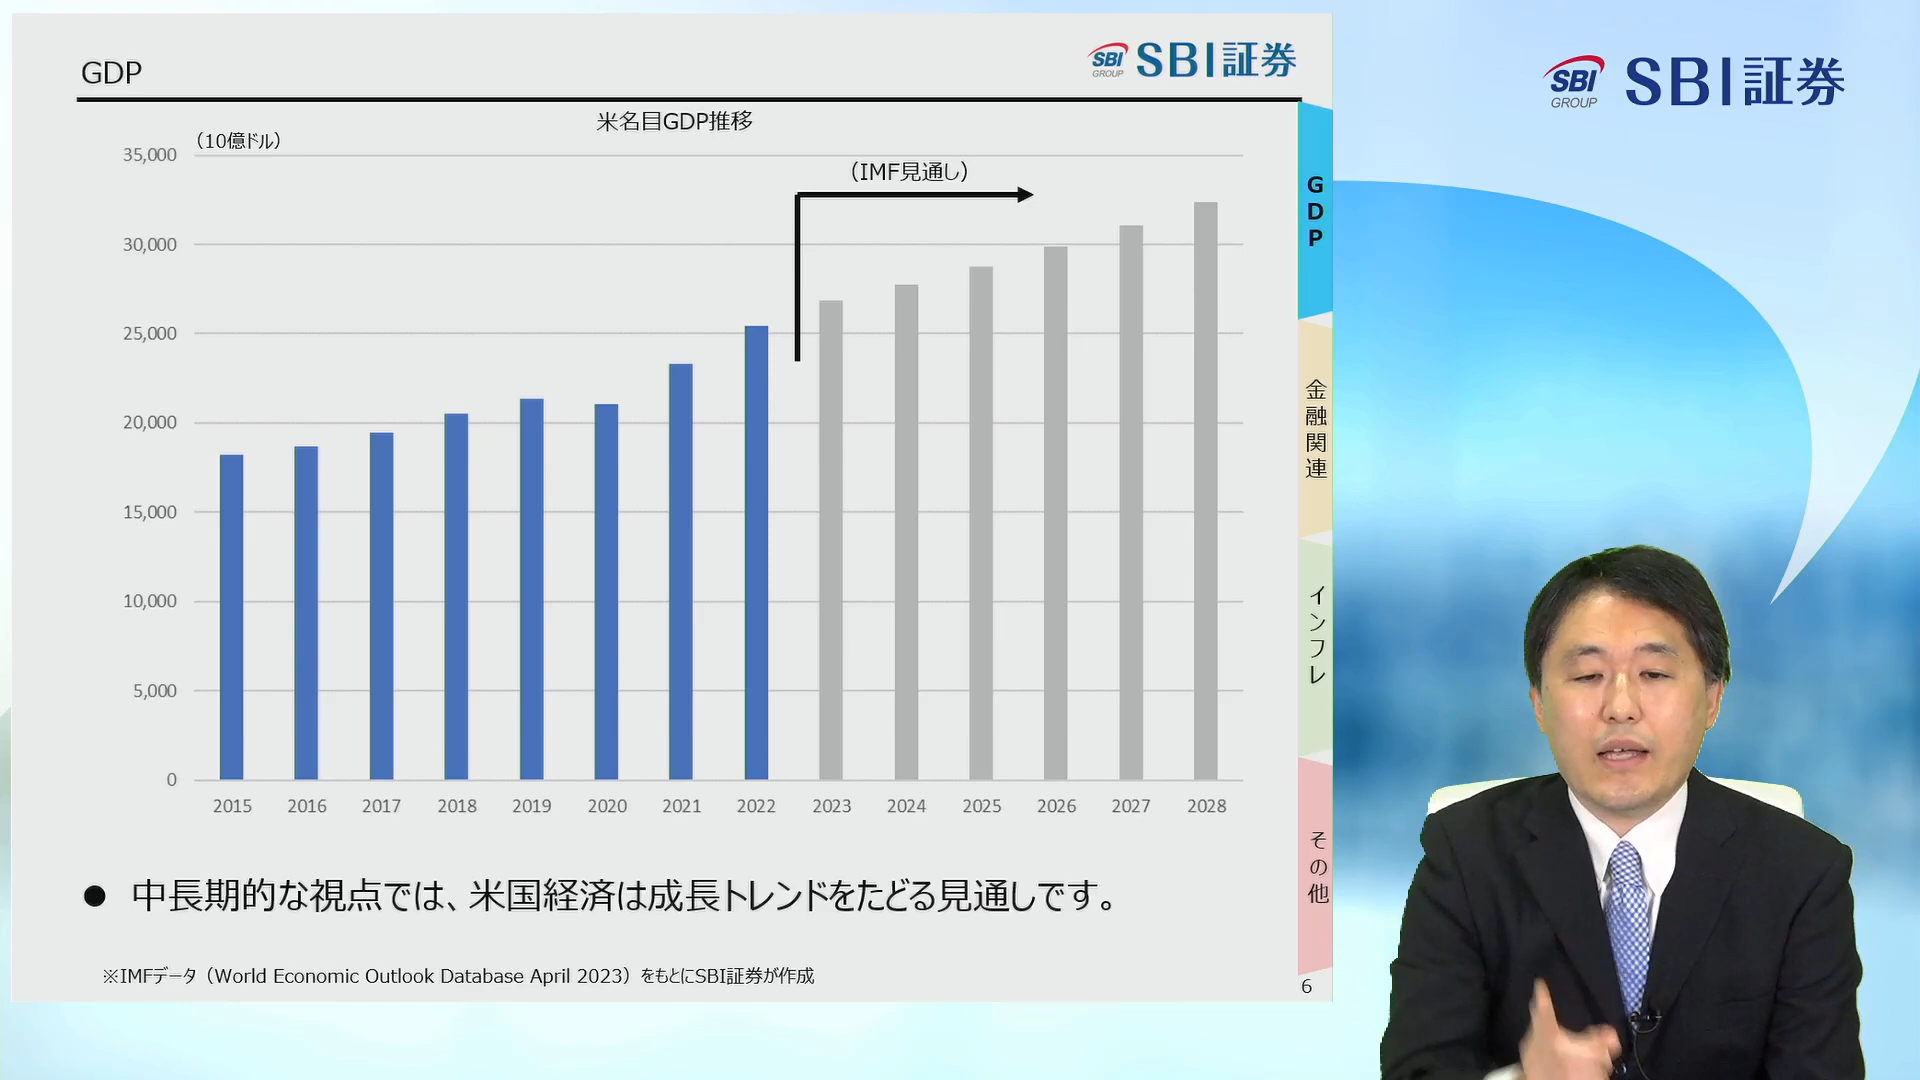 GDP
SBI GROUP SBI証券
SBI GROUP SBI証券
米名目GDP推移
（10億ドル）
（IMF見通し）
35,000
30,000
25,000
20,000
15,000
10,000
5,000
0
2015 2016 2017 2018 2019 2020 2021 2022 2023 2024 2025 2026 2027 2028
GDP
金融関連
インフレ
その他
● 中長期的な視点では、米国経済は成長トレンドをたどる見通しです。
※IMFデータ（World Economic Outlook Database April 2023）をもとにSBI証券が作成
6